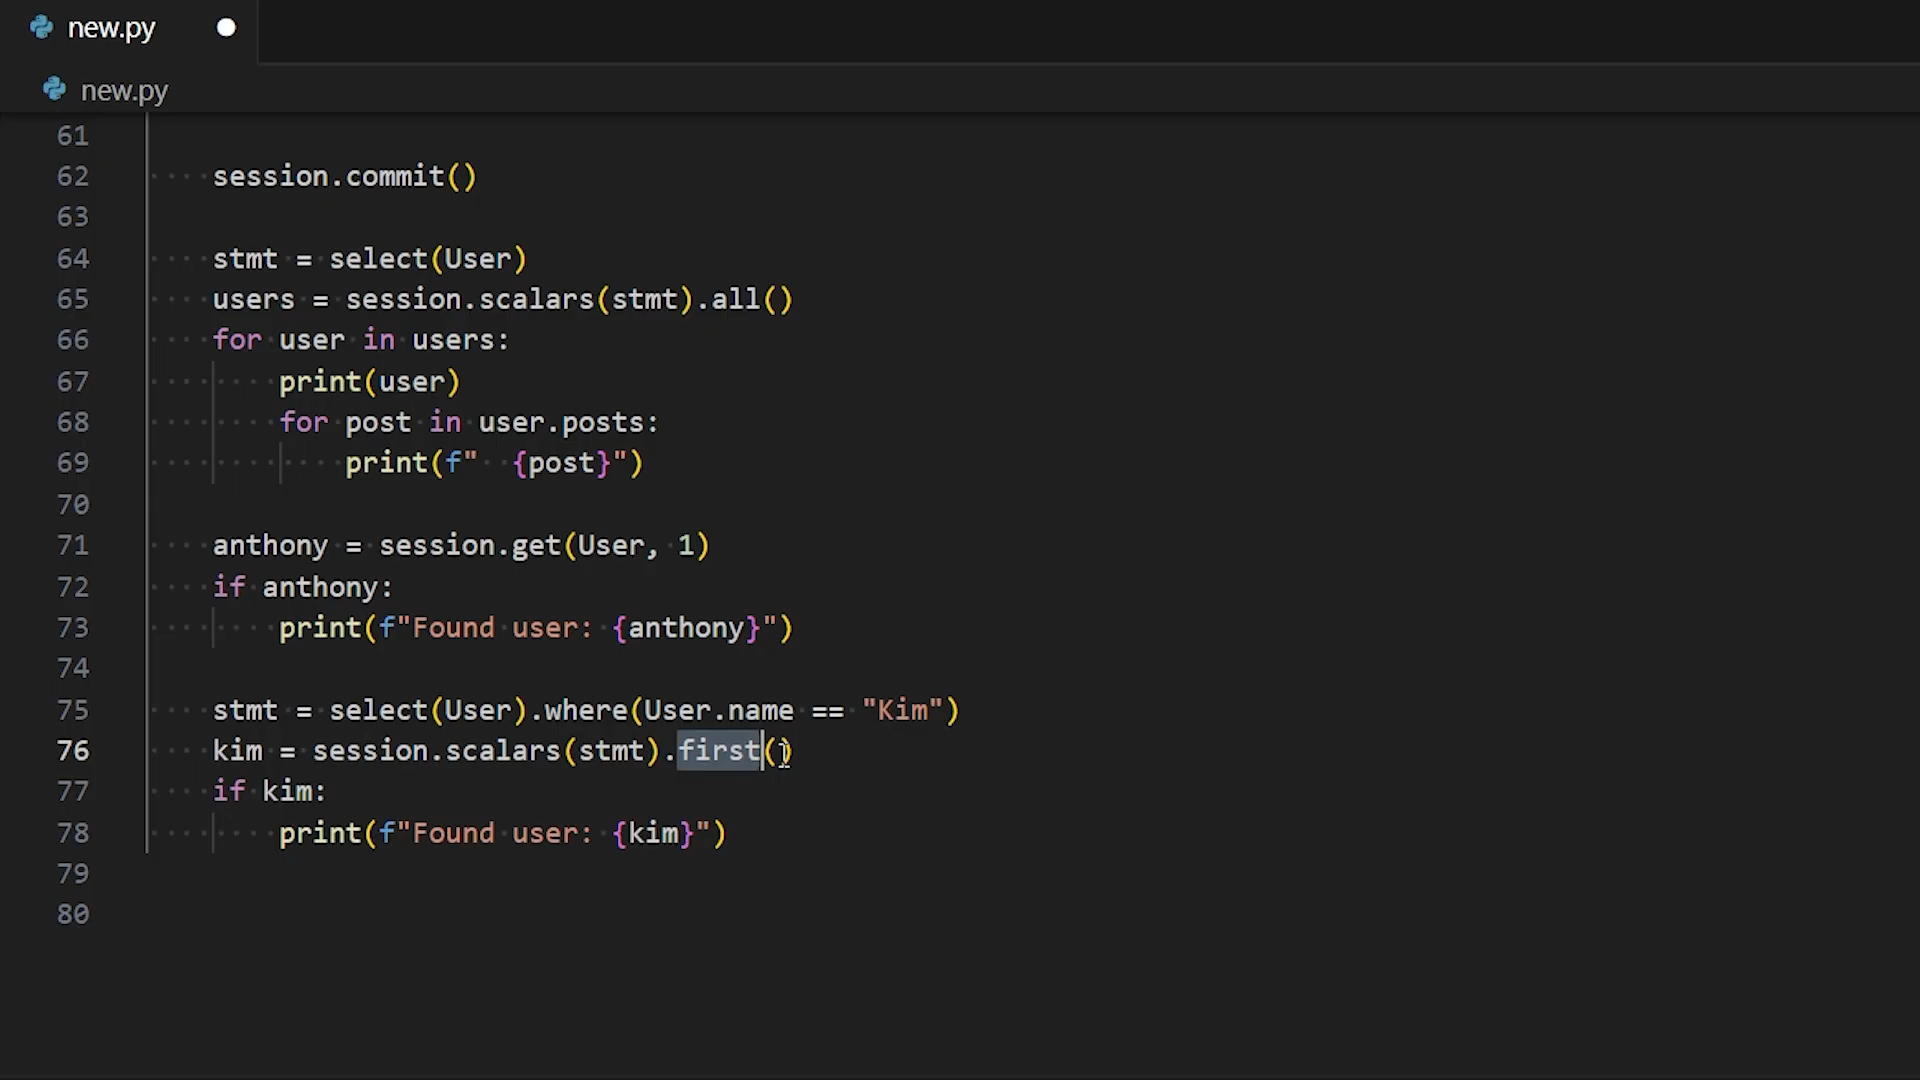 new.py
new.py
61
62 session.commit()
63
64 stmt = select(User)
65 users = session.scalars(stmt).all()
66 for user in users:
67 print(user)
68 for post in user.posts:
69 print(f"  {post}")
70
71 anthony = session.get(User, 1)
72 if anthony:
73 print(f"Found user: {anthony}")
74
75 stmt = select(User).where(User.name == "Kim")
76 kim = session.scalars(stmt).first()
77 if kim:
78 print(f"Found user: {kim}")
79
80